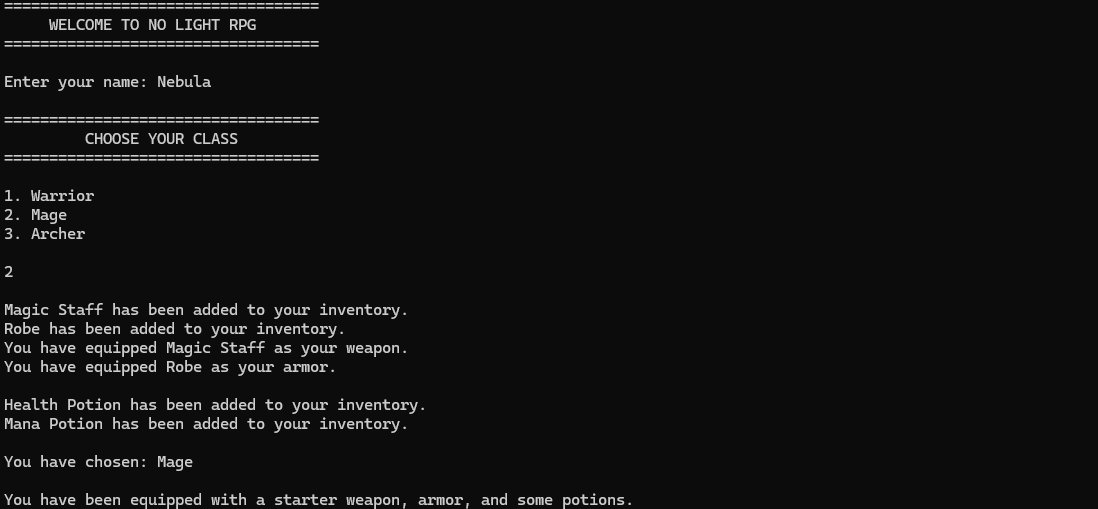 ===================================
WELCOME TO NO LIGHT RPG
===================================
Enter your name: Nebula
===================================
CHOOSE YOUR CLASS
===================================
1. Warrior
2. Mage
3. Archer
2
Magic Staff has been added to your inventory.
Robe has been added to your inventory.
You have equipped Magic Staff as your weapon.
You have equipped Robe as your armor.
Health Potion has been added to your inventory.
Mana Potion has been added to your inventory.
You have chosen: Mage
You have been equipped with a starter weapon, armor, and some potions.